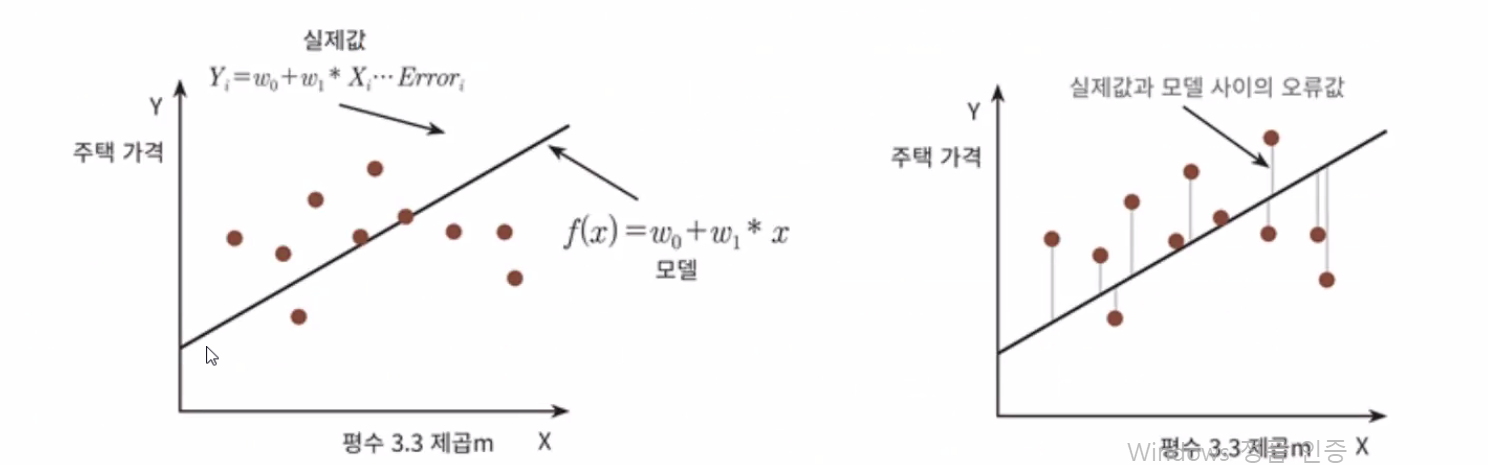 실제값
Y_i=w_0+w_1* X_i⋯Error_i
Y
주택 가격
f(x)=w_0+w_1* x
모델
평수 3.3 제곱m X
실제값과 모델 사이의 오류값
Y
주택 가격
평수 3.3 제곱m X
Windows 정품 인증